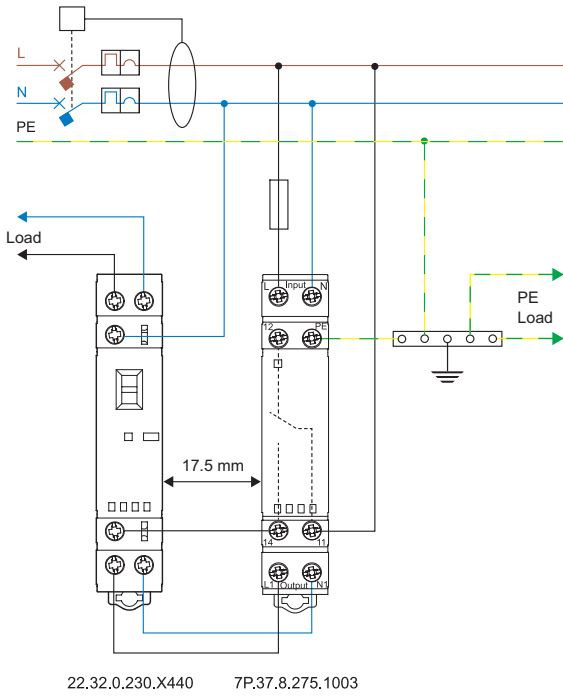 L
N
PE
Load
L Input N
12 PE
PE
Load
17.5 mm
14 11
L1 Output N1
22.32.0.230.X440 7P.37.8.275.1003